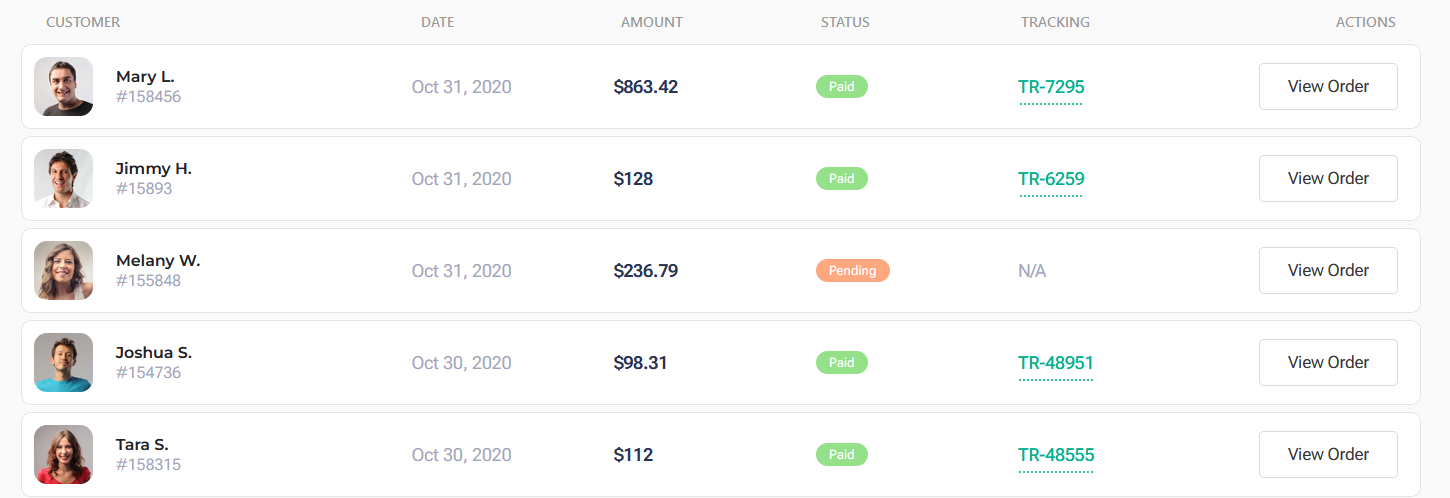 CUSTOMER DATE AMOUNT STATUS TRACKING ACTIONS
Mary L.
#158456
Oct 31, 2020 $863.42 Paid TR-7295 View Order
Jimmy H.
#15893
Oct 31, 2020 $128 Paid TR-6259 View Order
Melany W.
#155848
Oct 31, 2020 $236.79 Pending N/A View Order
Joshua S.
#154736
Oct 30, 2020 $98.31 Paid TR-48951 View Order
Tara S.
#158315
Oct 30, 2020 $112 Paid TR-48555 View Order